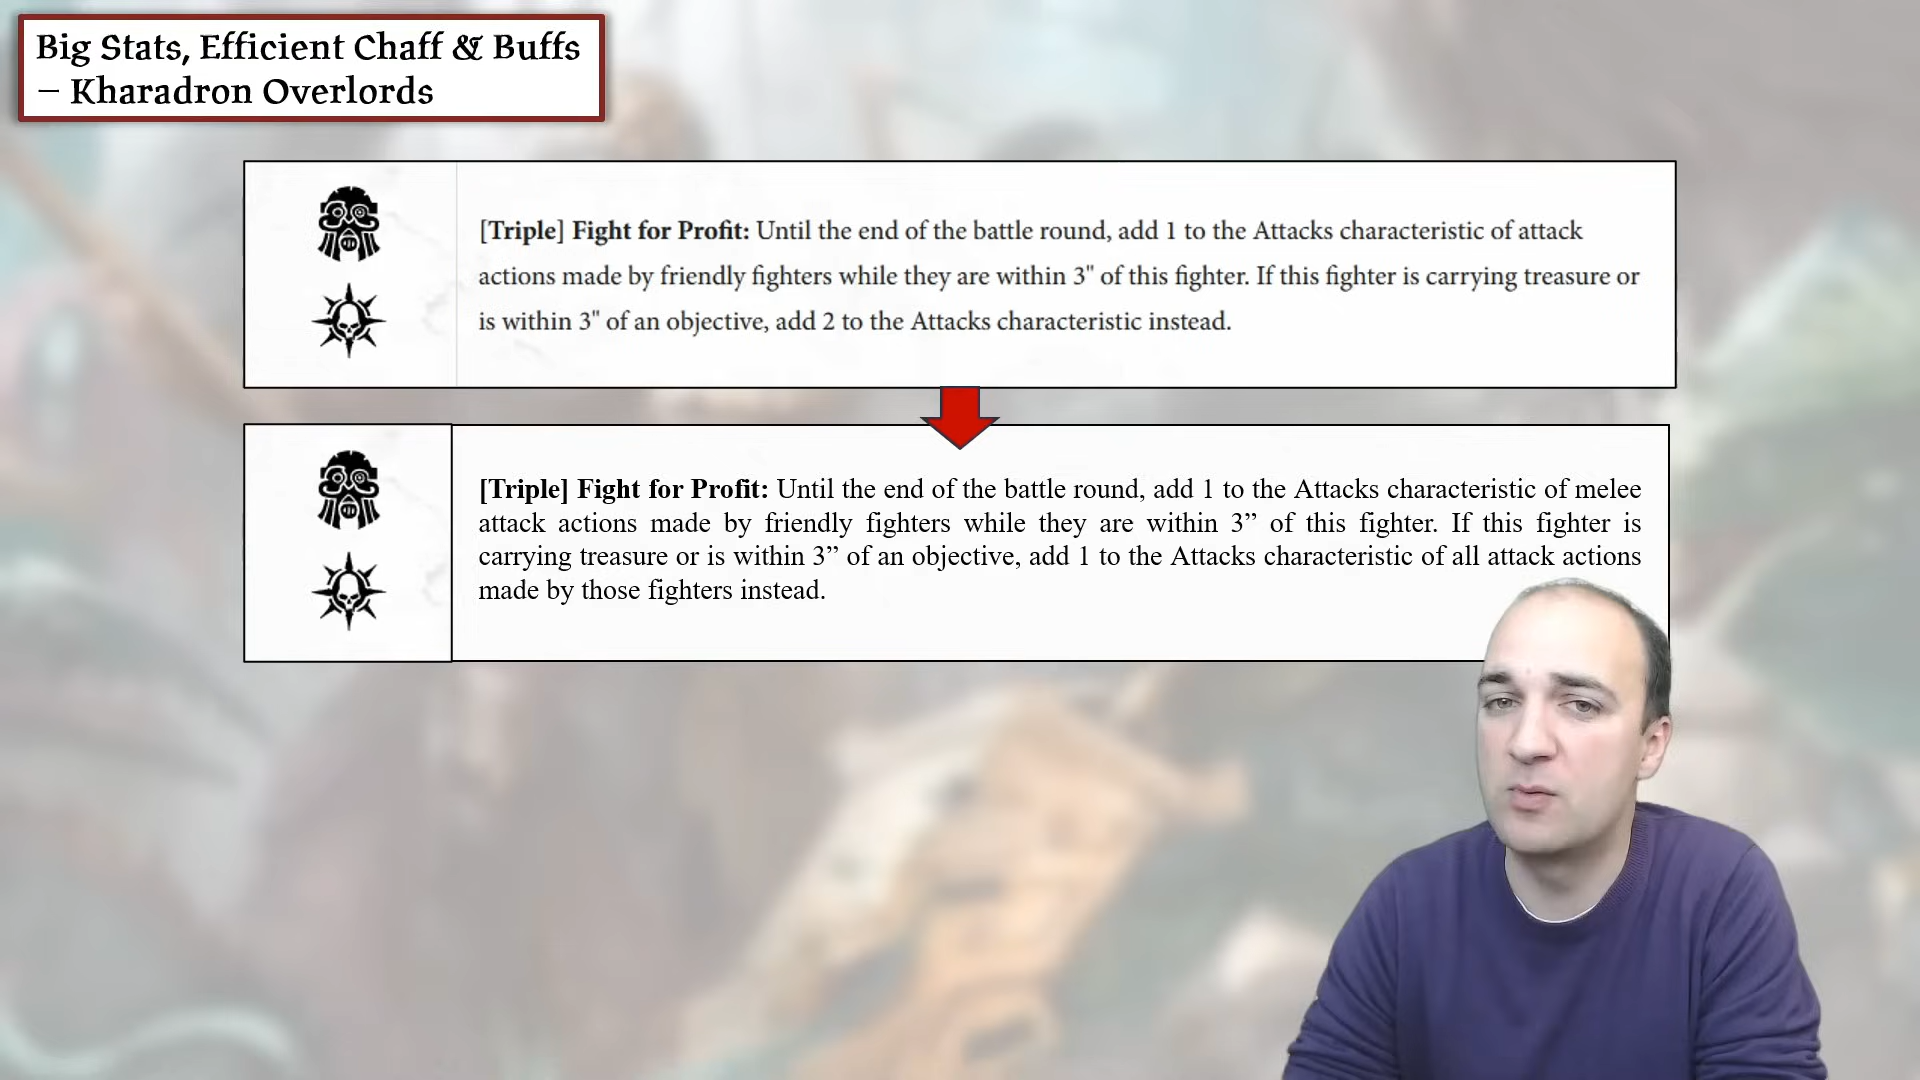 Big Stats, Efficient Chaff & Buffs
– Kharadron Overlords
[Triple] Fight for Profit: Until the end of the battle round, add 1 to the Attacks characteristic of attack
actions made by friendly fighters while they are within 3" of this fighter. If this fighter is carrying treasure or
is within 3" of an objective, add 2 to the Attacks characteristic instead.
[Triple] Fight for Profit: Until the end of the battle round, add 1 to the Attacks characteristic of melee
attack actions made by friendly fighters while they are within 3” of this fighter. If this fighter is
carrying treasure or is within 3” of an objective, add 1 to the Attacks characteristic of all attack actions
made by those fighters instead.